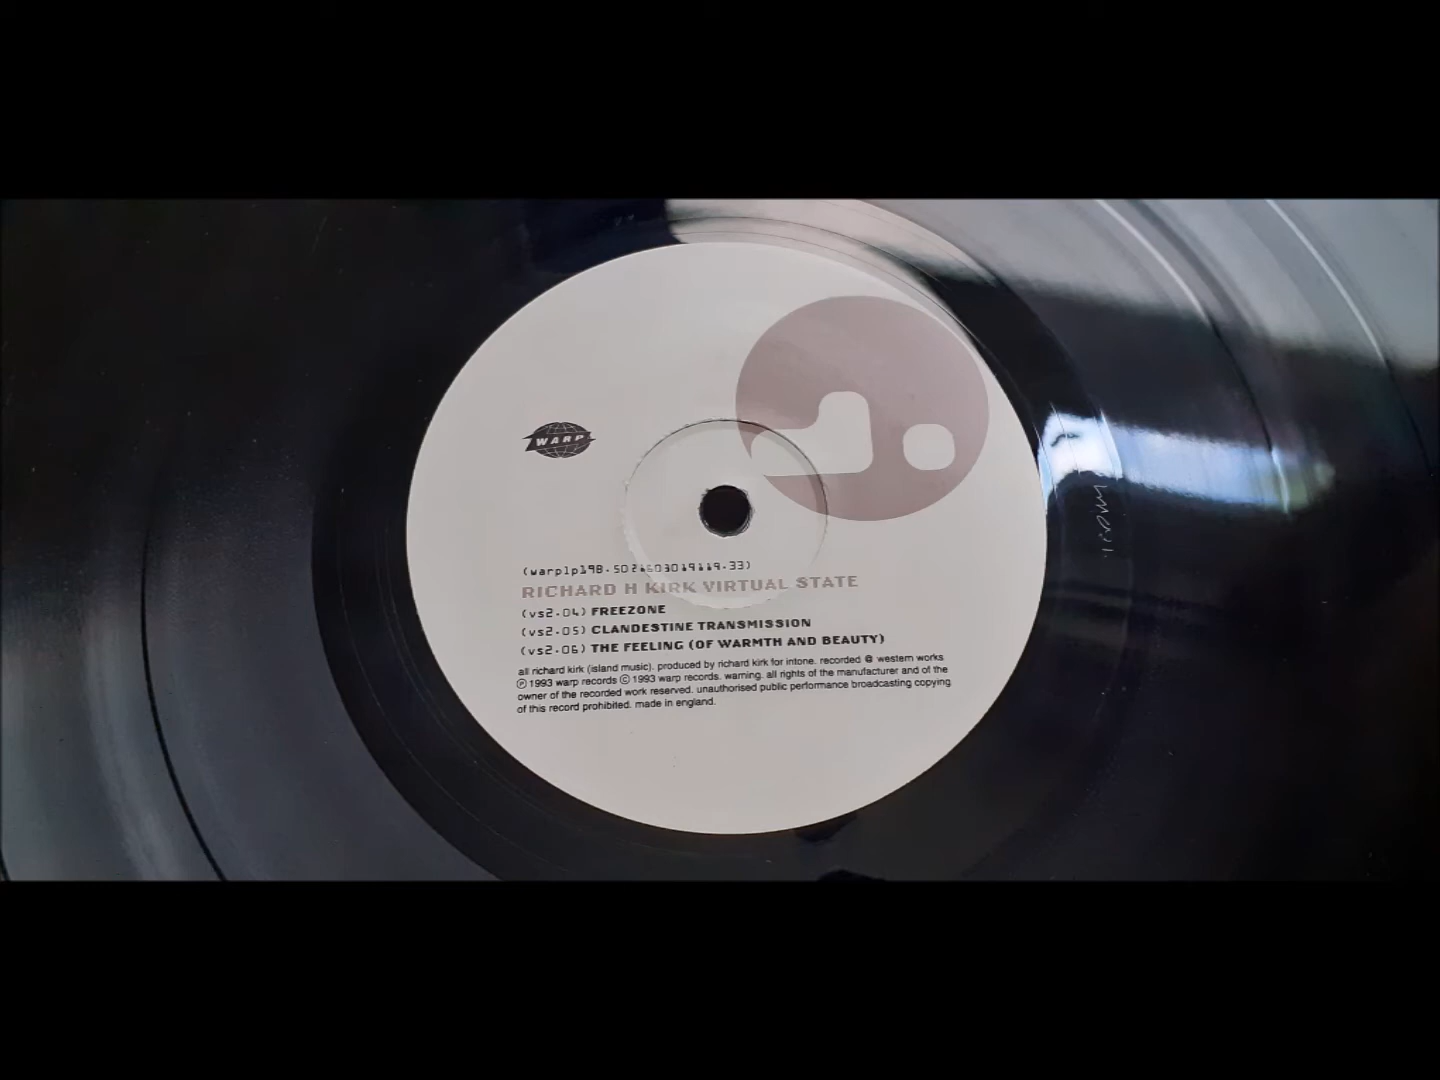 WARP
(warplp19B.5021603019119.33)
RICHARD H KIRK VIRTUAL STATE
(vs2.04) FREEZONE
(vs2.05) CLANDESTINE TRANSMISSION
(vs2.06) THE FEELING (OF WARMTH AND BEAUTY)
all richard kirk (island music). produced by richard kirk for intone. recorded @ western works
℗ 1993 warp records © 1993 warp records. warning. all rights of the manufacturer and of the
owner of the recorded work reserved. unauthorised public performance broadcasting copying
of this record prohibited. made in england.